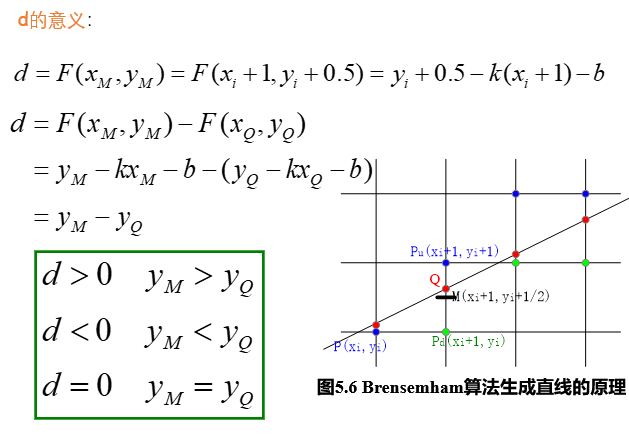 d的意义:
d = F(x_M, y_M) = F(x_i + 1, y_i + 0.5) = y_i + 0.5 − k(x_i + 1) − b
d = F(x_M, y_M) − F(x_Q, y_Q)
= y_M − kx_M − b − (y_Q − kx_Q − b)
= y_M − y_Q
d > 0 y_M > y_Q
d < 0 y_M < y_Q
d = 0 y_M = y_Q
Pu(xi+1, yi+1)
Q
M(xi+1, yi+1/2)
P(xi, yi)
Pd(xi+1, yi)
图5.6 Brensemham算法生成直线的原理